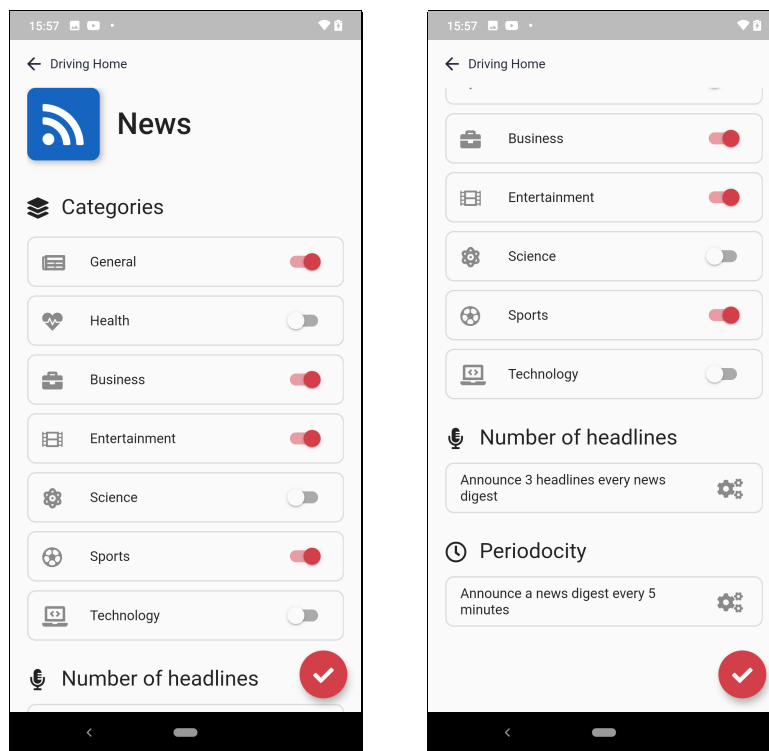 15:57
Driving Home
News
Categories
General
Health
Business
Entertainment
Science
Sports
Technology
Number of headlines
15:57
Driving Home
Business
Entertainment
Science
Sports
Technology
Number of headlines
Announce 3 headlines every news
digest
Periodocity
Announce a news digest every 5
minutes